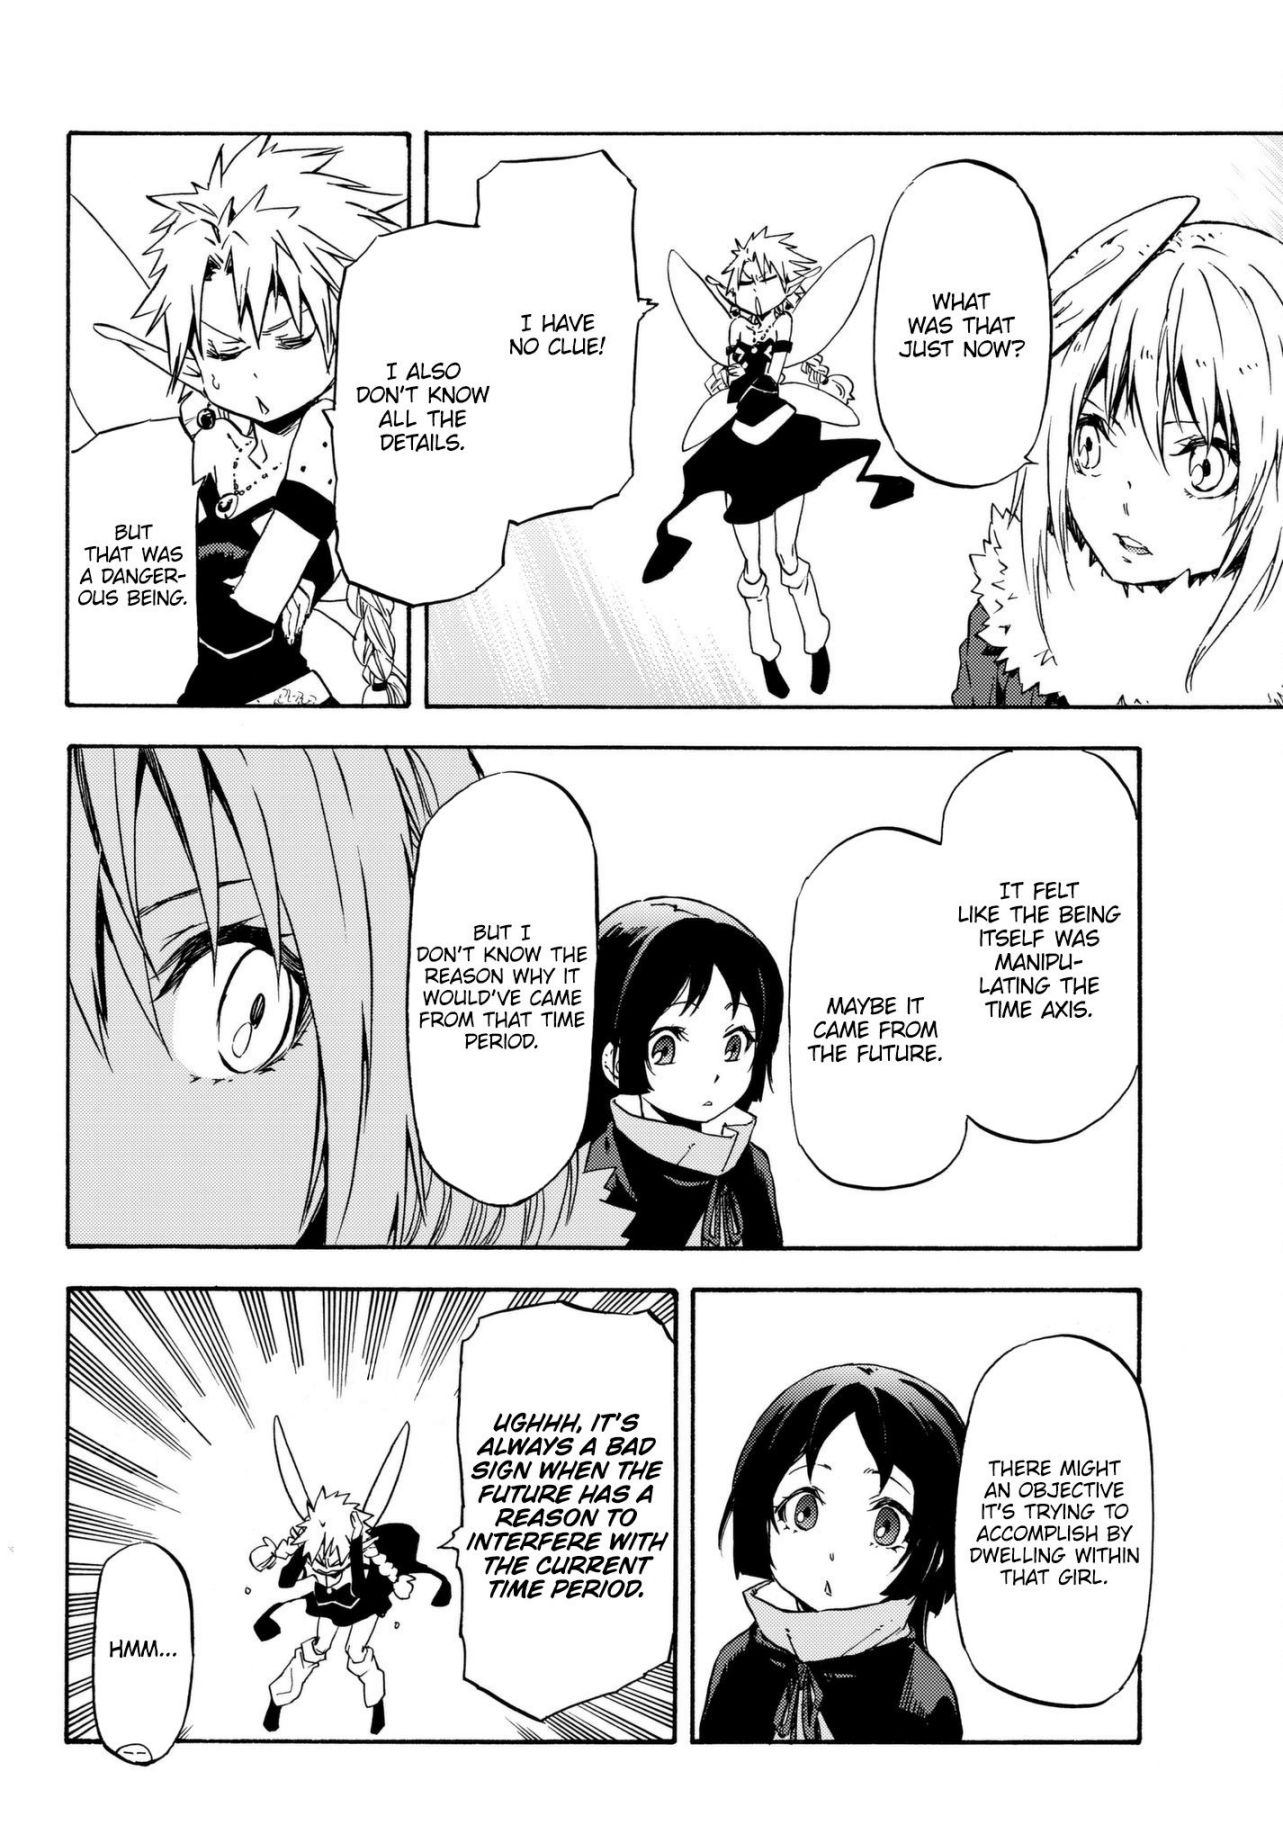 WHAT
WAS THAT
JUST NOW?
I HAVE
NO CLUE!
I ALSO
DON'T KNOW
ALL THE
DETAILS.
BUT
THAT WAS
A DANGER-
OUS BEING.
IT FELT
LIKE THE BEING
ITSELF WAS
MANIPU-
LATING THE
TIME AXIS.
MAYBE IT
CAME FROM
THE FUTURE.
BUT I
DON'T KNOW THE
REASON WHY IT
WOULD'VE CAME
FROM THAT TIME
PERIOD.
THERE MIGHT
AN OBJECTIVE
IT'S TRYING TO
ACCOMPLISH BY
DWELLING WITHIN
THAT GIRL.
UGHHH, IT'S
ALWAYS A BAD
SIGN WHEN THE
FUTURE HAS A
REASON TO
INTERFERE WITH
THE CURRENT
TIME PERIOD.
HMM...